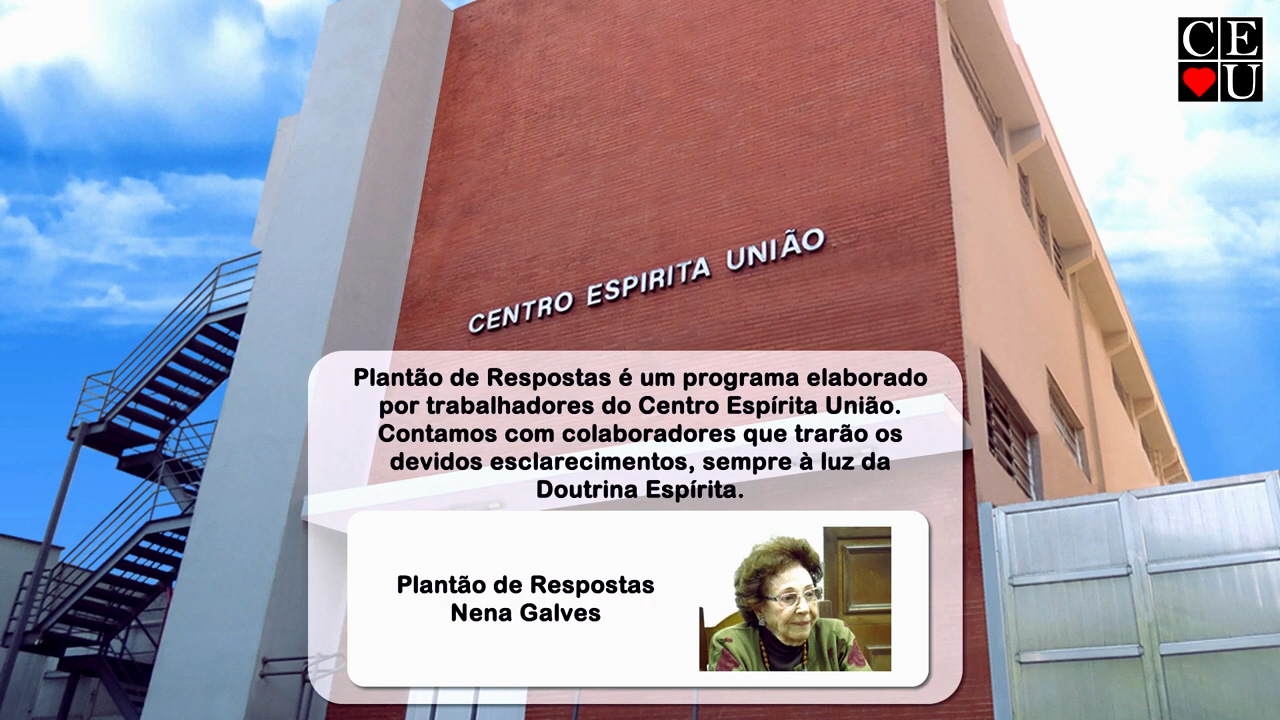 CE
U
CENTRO ESPIRITA UNIÃO
Plantão de Respostas é um programa elaborado
por trabalhadores do Centro Espírita União.
Contamos com colaboradores que trarão os
devidos esclarecimentos, sempre à luz da
Doutrina Espírita.
Plantão de Respostas
Nena Galves